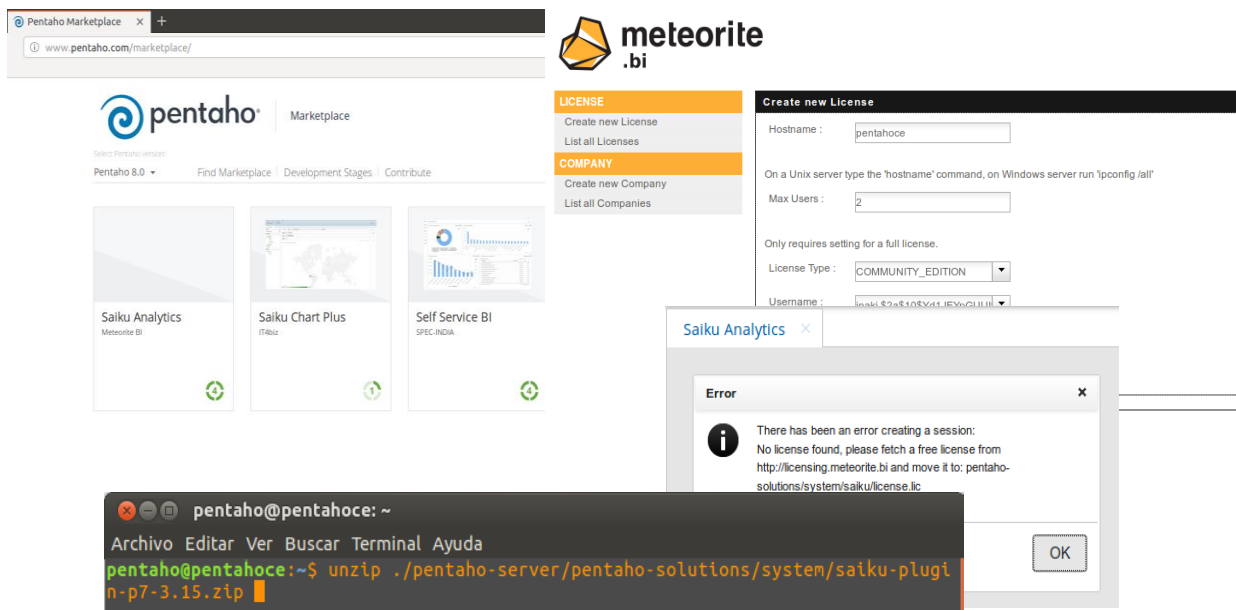 Pentaho Marketplace
www.pentaho.com/marketplace/
pentaho
Marketplace
Select Pentaho version:
Pentaho 8.0
Find Marketplace
Development Stages
Contribute
Saiku Analytics
Meteorite BI
4
Saiku Chart Plus
IT4biz
1
Self Service BI
SPEC-INDIA
4
meteorite
.bi
LICENSE
Create new License
List all Licenses
COMPANY
Create new Company
List all Companies
Create new License
Hostname :
pentahoce
On a Unix server type the 'hostname' command, on Windows server run 'ipconfig /all'
Max Users :
2
Only requires setting for a full license.
License Type :
COMMUNITY_EDITION
Username :
Saiku Analytics
Error
There has been an error creating a session:
No license found, please fetch a free license from
http://licensing.meteorite.bi and move it to: pentaho-
solutions/system/saiku/license.lic
OK
pentaho@pentahoce: ~
Archivo Editar Ver Buscar Terminal Ayuda
pentaho@pentahoce:~$ unzip ./pentaho-server/pentaho-solutions/system/saiku-plugi
n-p7-3.15.zip